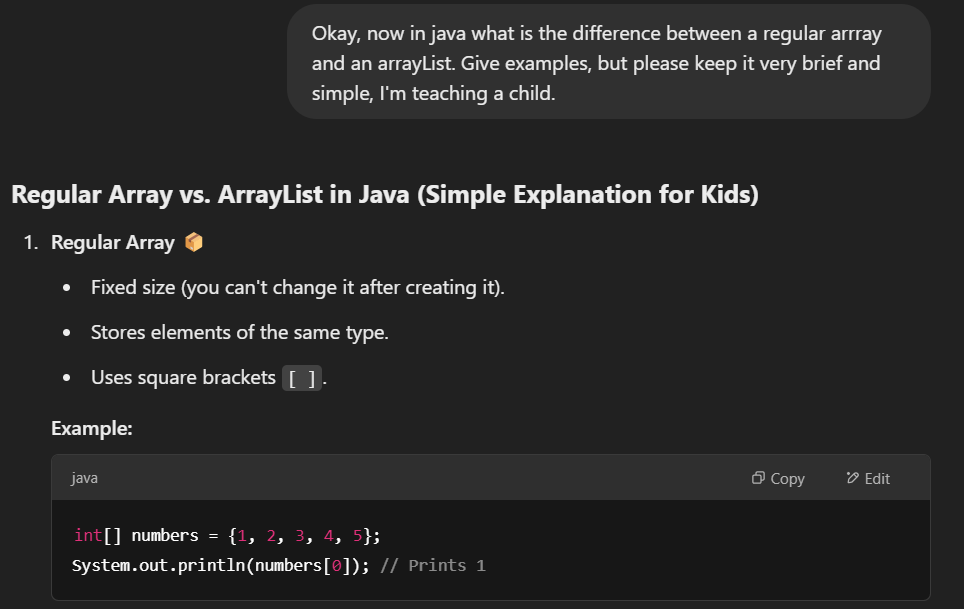 Okay, now in java what is the difference between a regular arrray
and an arrayList. Give examples, but please keep it very brief and
simple, I'm teaching a child.
Regular Array vs. ArrayList in Java (Simple Explanation for Kids)
1. Regular Array 📦
• Fixed size (you can't change it after creating it).
• Stores elements of the same type.
• Uses square brackets [ ].
Example:
java Copy Edit
int[] numbers = {1, 2, 3, 4, 5};
System.out.println(numbers[0]); // Prints 1